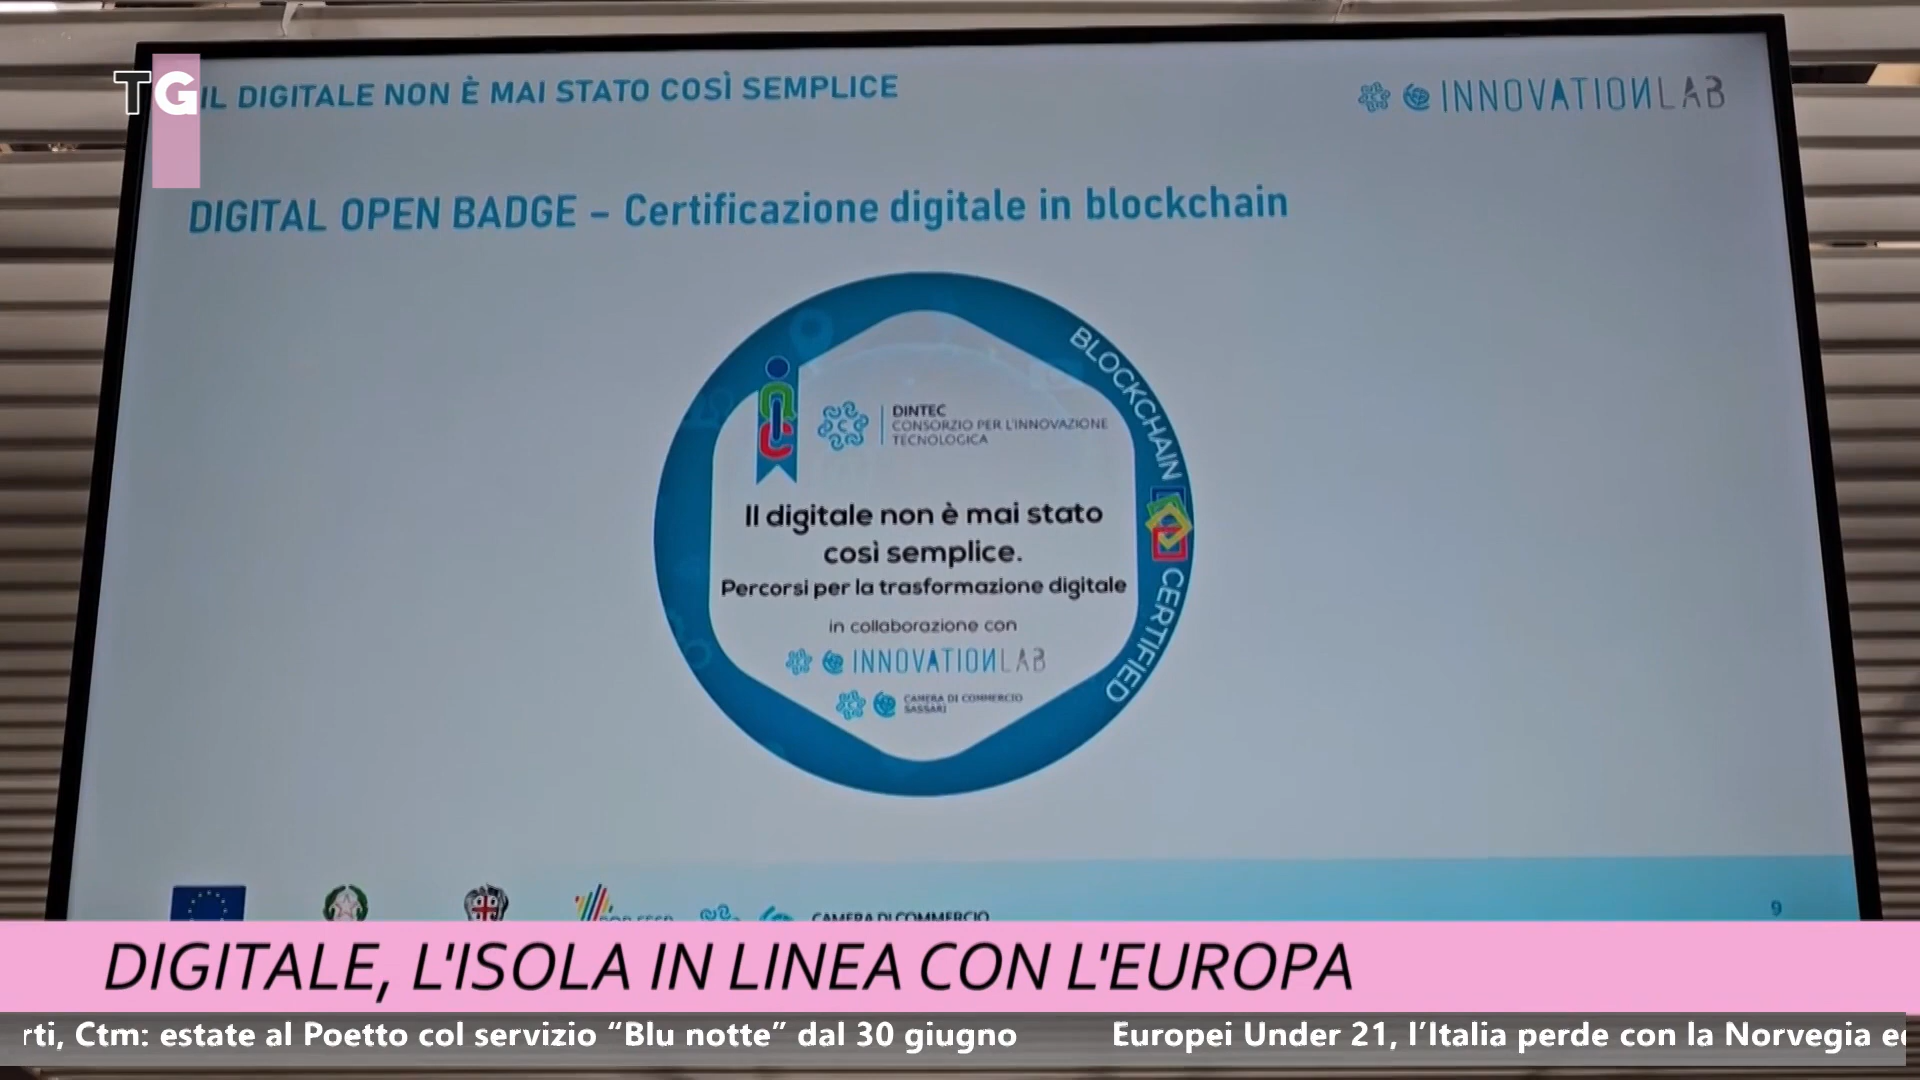 TG
IL DIGITALE NON È MAI STATO COSÌ SEMPLICE
INNOVATIONLAB
DIGITAL OPEN BADGE – Certificazione digitale in blockchain
BLOCKCHAIN
CERTIFIED
DINTEC
CONSORZIO PER L'INNOVAZIONE
TECNOLOGICA
Il digitale non è mai stato
così semplice.
Percorsi per la trasformazione digitale
in collaborazione con
INNOVATIONLAB
CAMERA DI COMMERCIO
SASSARI
CAMERA DI COMMERCIO
9
DIGITALE, L'ISOLA IN LINEA CON L'EUROPA
rti, Ctm: estate al Poetto col servizio “Blu notte” dal 30 giugno
Europei Under 21, l’Italia perde con la Norvegia